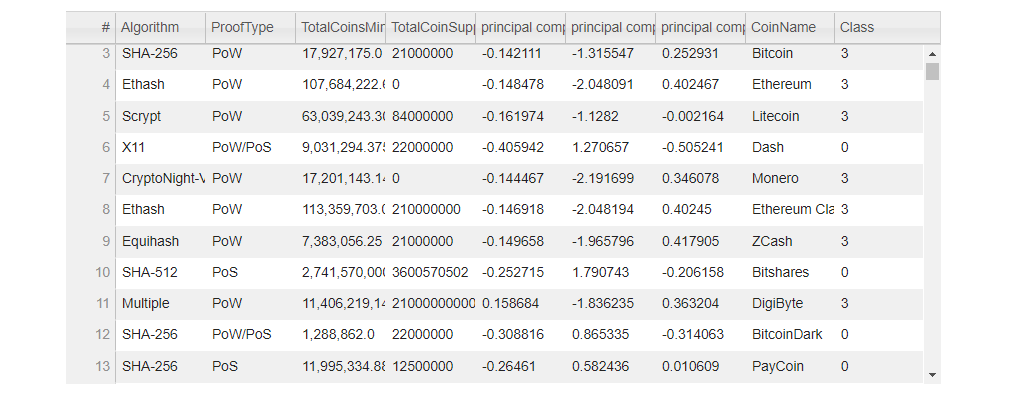 # Algorithm ProofType TotalCoinsMin TotalCoinSupp principal comp principal comp principal comp CoinName Class
3 SHA-256 PoW 17,927,175.0 21000000 -0.142111 -1.315547 0.252931 Bitcoin 3
4 Ethash PoW 107,684,222.6 0 -0.148478 -2.048091 0.402467 Ethereum 3
5 Scrypt PoW 63,039,243.30 84000000 -0.161974 -1.1282 -0.002164 Litecoin 3
6 X11 PoW/PoS 9,031,294.375 22000000 -0.405942 1.270657 -0.505241 Dash 0
7 CryptoNight-V PoW 17,201,143.14 0 -0.144467 -2.191699 0.346078 Monero 3
8 Ethash PoW 113,359,703.0 210000000 -0.146918 -2.048194 0.40245 Ethereum Cla 3
9 Equihash PoW 7,383,056.25 21000000 -0.149658 -1.965796 0.417905 ZCash 3
10 SHA-512 PoS 2,741,570,000 3600570502 -0.252715 1.790743 -0.206158 Bitshares 0
11 Multiple PoW 11,406,219,14 21000000000 0.158684 -1.836235 0.363204 DigiByte 3
12 SHA-256 PoW/PoS 1,288,862.0 22000000 -0.308816 0.865335 -0.314063 BitcoinDark 0
13 SHA-256 PoS 11,995,334.88 12500000 -0.26461 0.582436 0.010609 PayCoin 0